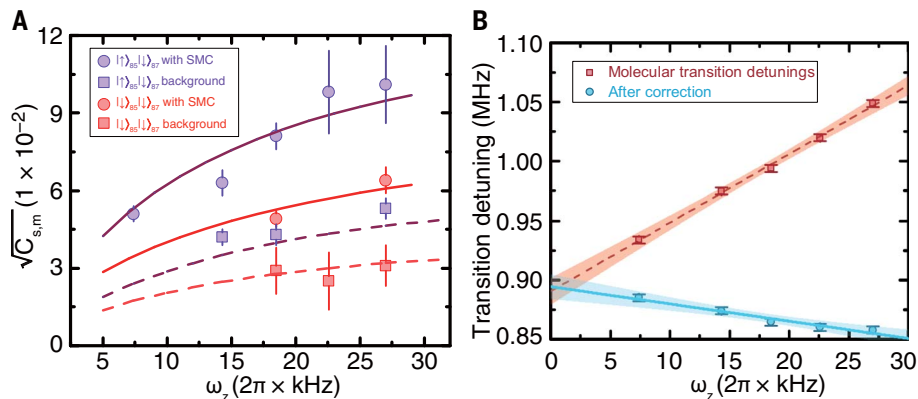 A
12
9
6
3
0
√C_{s,m} (1 × 10⁻²)
|↑⟩₈₅|↓⟩₈₇ with SMC
|↑⟩₈₅|↓⟩₈₇ background
|↓⟩₈₅|↓⟩₈₇ with SMC
|↓⟩₈₅|↓⟩₈₇ background
5 10 15 20 25 30
ω_z (2π × kHz)
B
1.10
1.05
1.00
0.95
0.90
0.85
Transition detuning (MHz)
Molecular transition detunings
After correction
0 5 10 15 20 25 30
ω_z (2π × kHz)